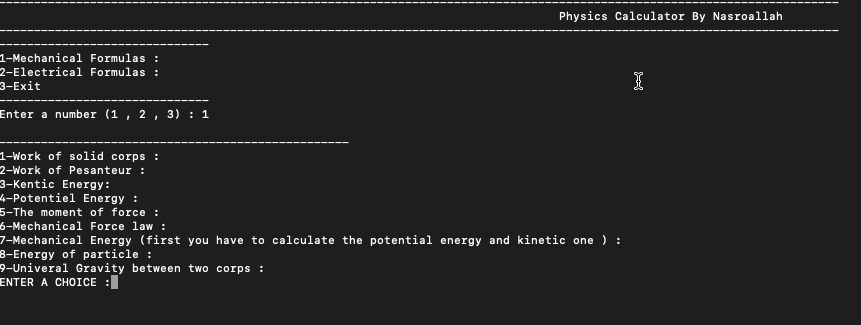 Physics Calculator By Nasroallah
1-Mechanical Formulas :
2-Electrical Formulas :
3-Exit
Enter a number (1 , 2 , 3) : 1
1-Work of solid corps :
2-Work of Pesanteur :
3-Kentic Energy:
4-Potentiel Energy :
5-The moment of force :
6-Mechanical Force law :
7-Mechanical Energy (first you have to calculate the potential energy and kinetic one ) :
8-Energy of particle :
9-Univeral Gravity between two corps :
ENTER A CHOICE :